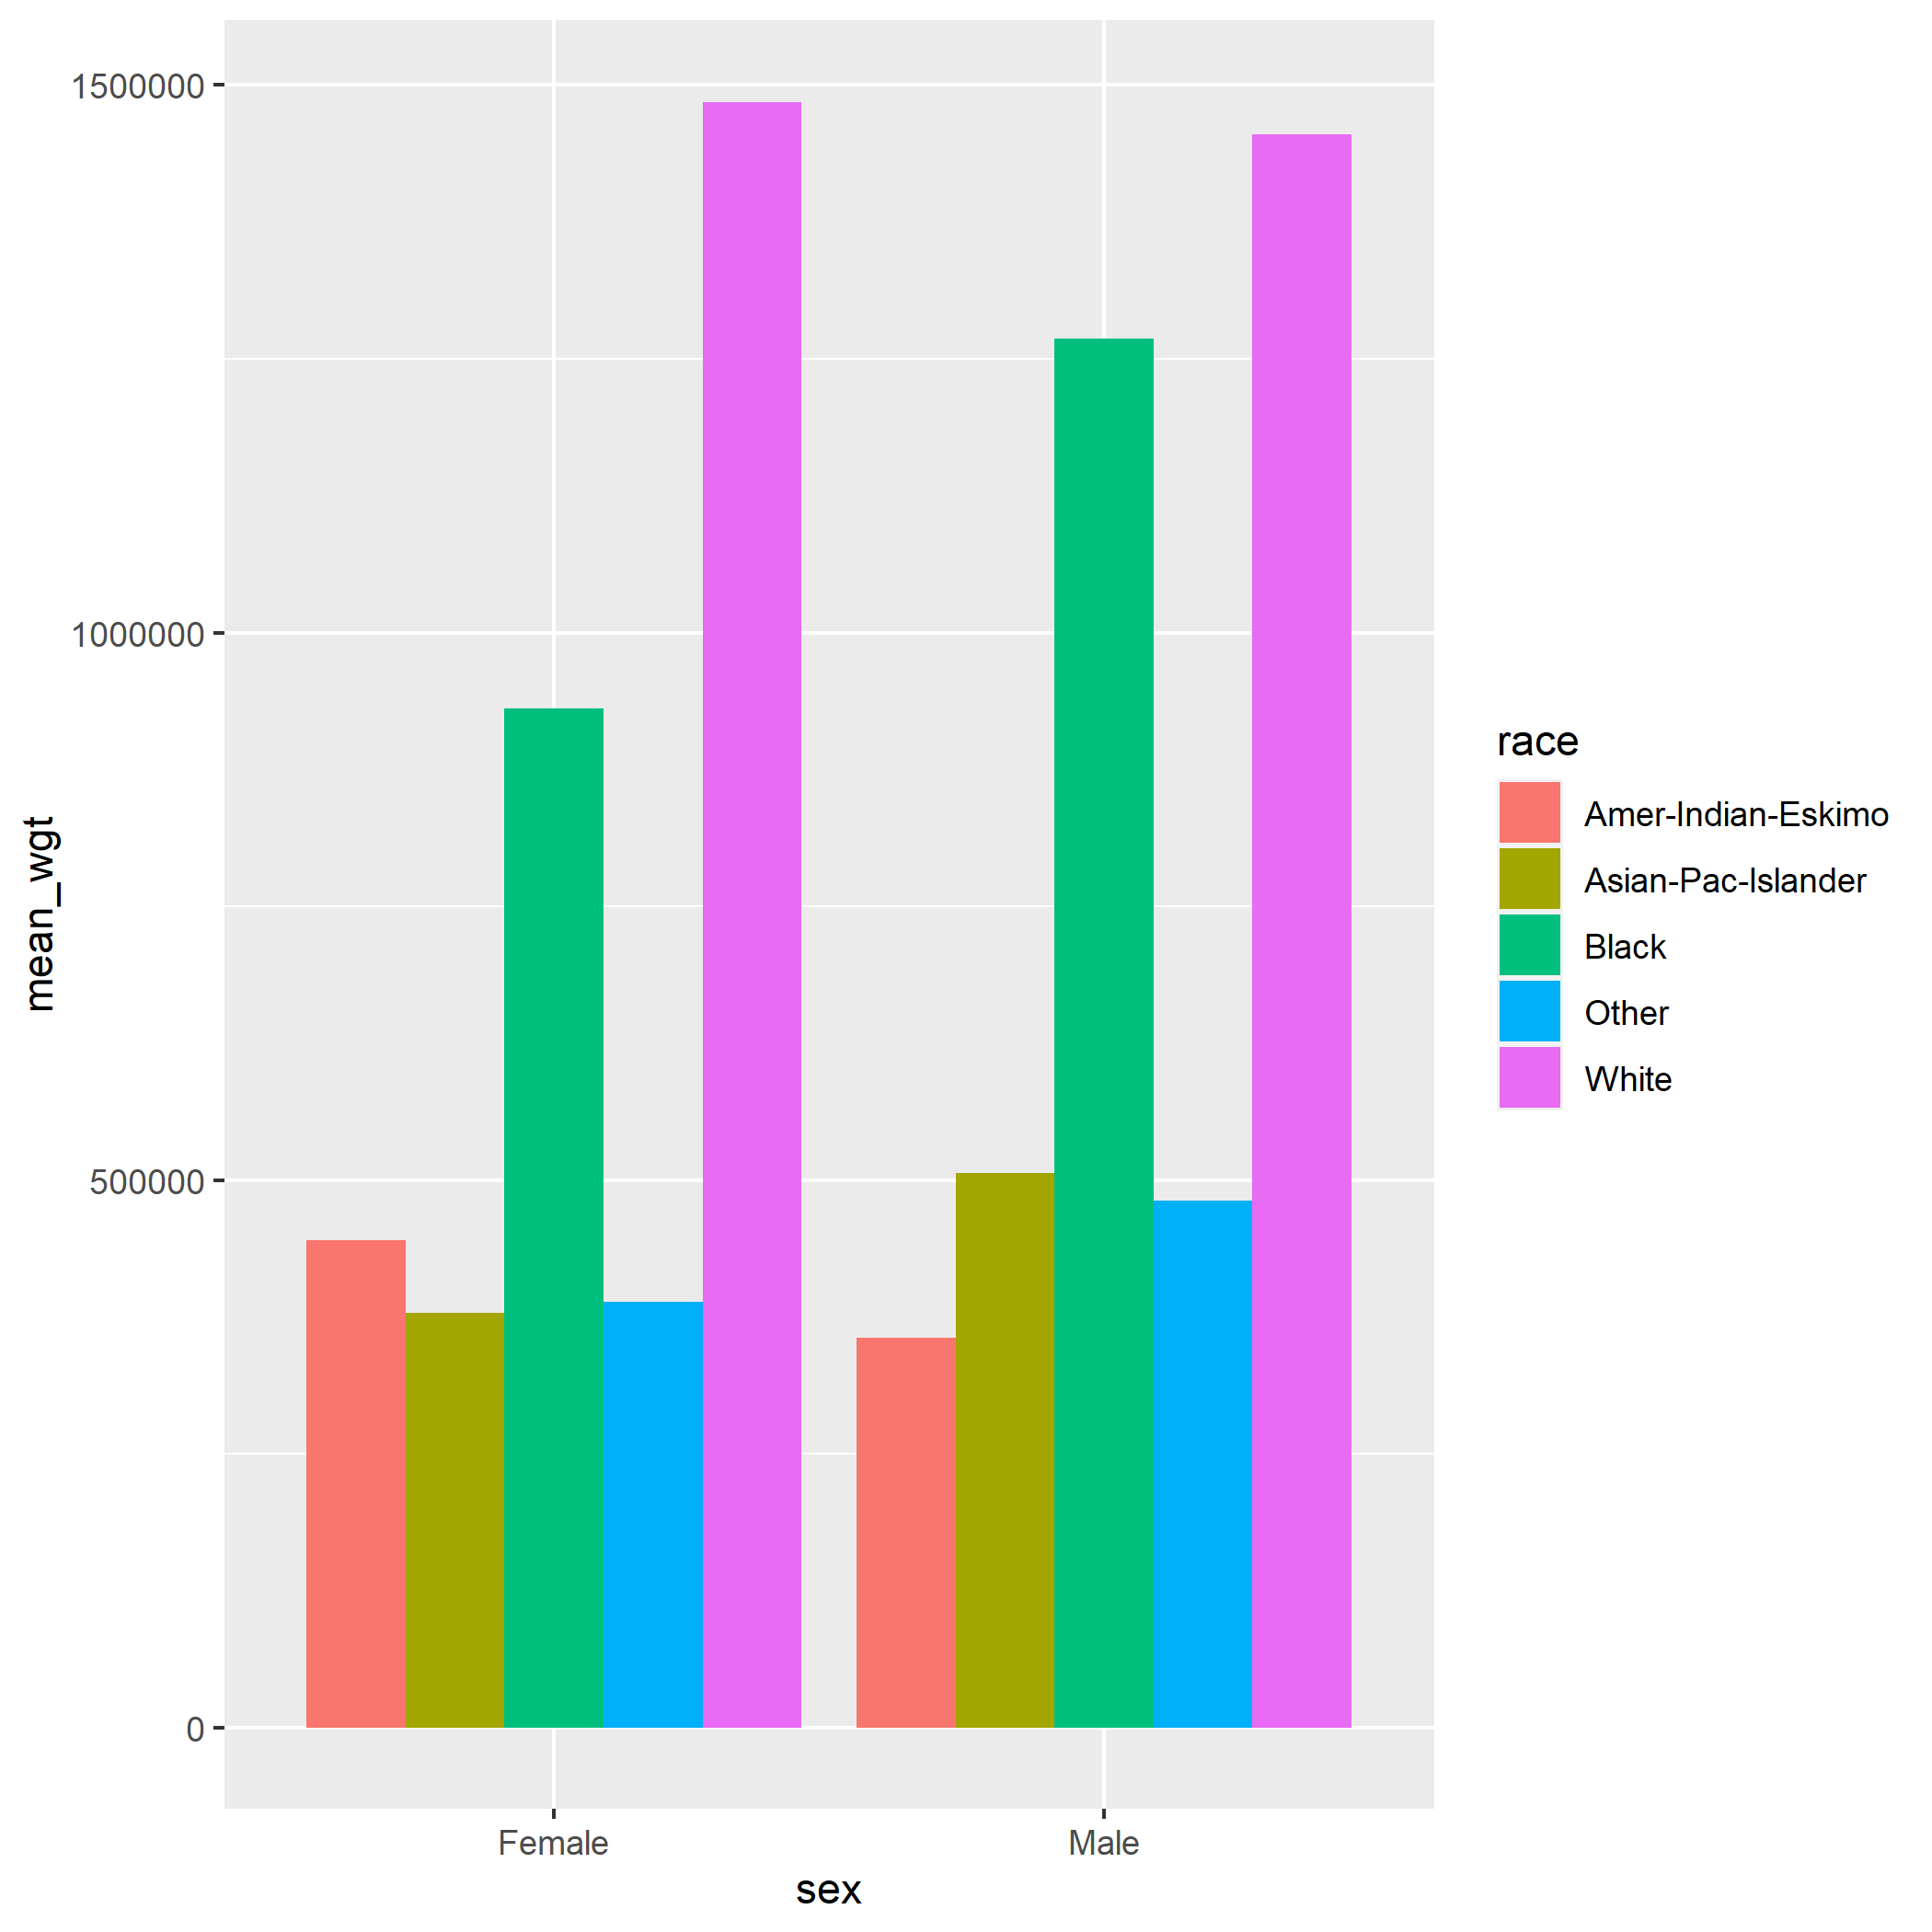 1500000
1000000
500000
0
mean_wgt
Female
Male
sex
race
Amer-Indian-Eskimo
Asian-Pac-Islander
Black
Other
White